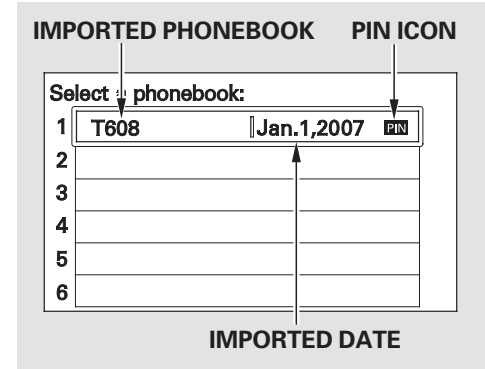 IMPORTED PHONEBOOK PIN ICON
Select a phonebook:
1 T608 Jan.1,2007 PIN
2
3
4
5
6
IMPORTED DATE